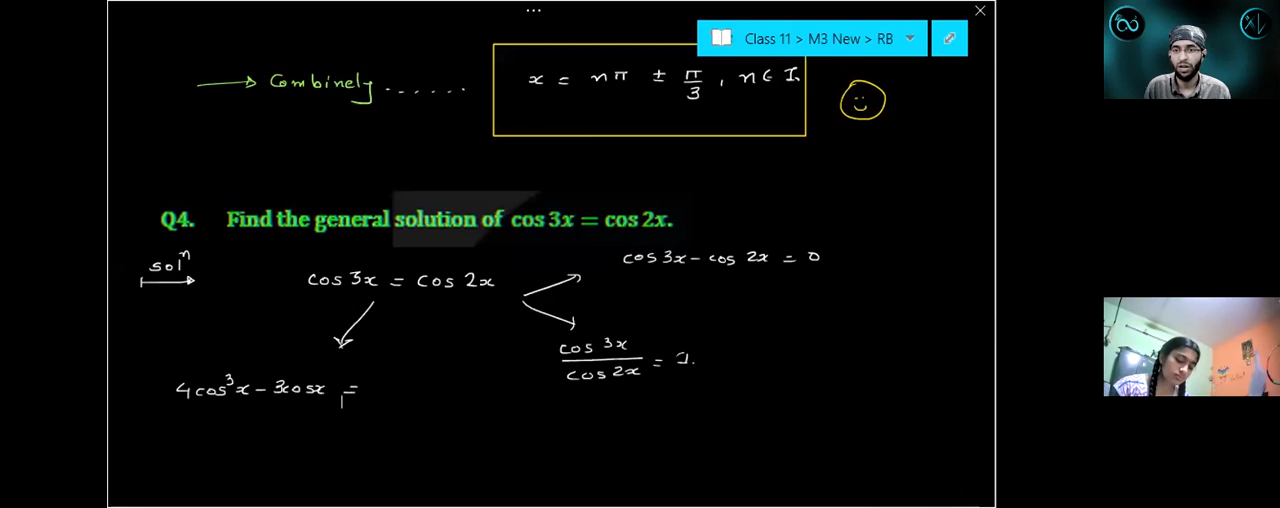 Class 11 > M3 New > RB
→ Combinely ......
x = nπ ± π/3 , n ∈ I.
Q4. Find the general solution of cos 3x = cos 2x.
solⁿ
cos 3x = cos 2x
cos 3x – cos 2x = 0
cos 3x / cos 2x = 1.
4cos³x – 3cosx =